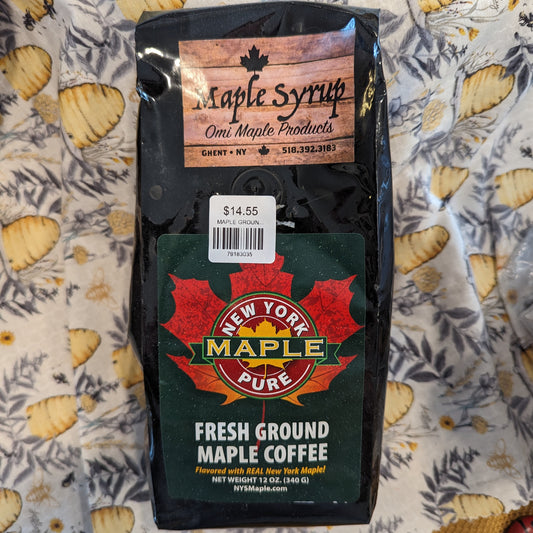 Maple Syrup
Omi Maple Products
GHENT • NY 518.392.3183
$14.55
MAPLE GROUN...
79183035
NEW YORK
MAPLE
PURE
FRESH GROUND
MAPLE COFFEE
Flavored with REAL New York Maple!
NET WEIGHT 12 OZ. (340 G)
NYSMaple.com